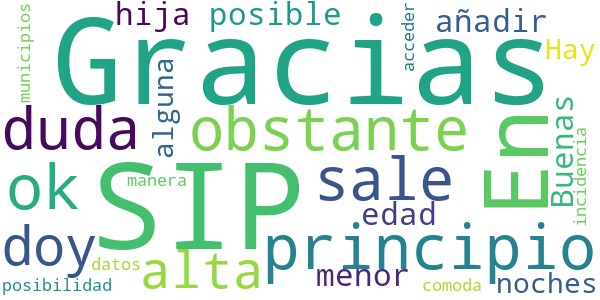 municipios
hija
posible
acceder
añadir
Gracias
Hay
duda
alguna
obstante
En
Buenas
incidencia
ok
SIP
manera
sale
edad
doy
principio
datos
alta
menor
posibilidad
comoda
noches